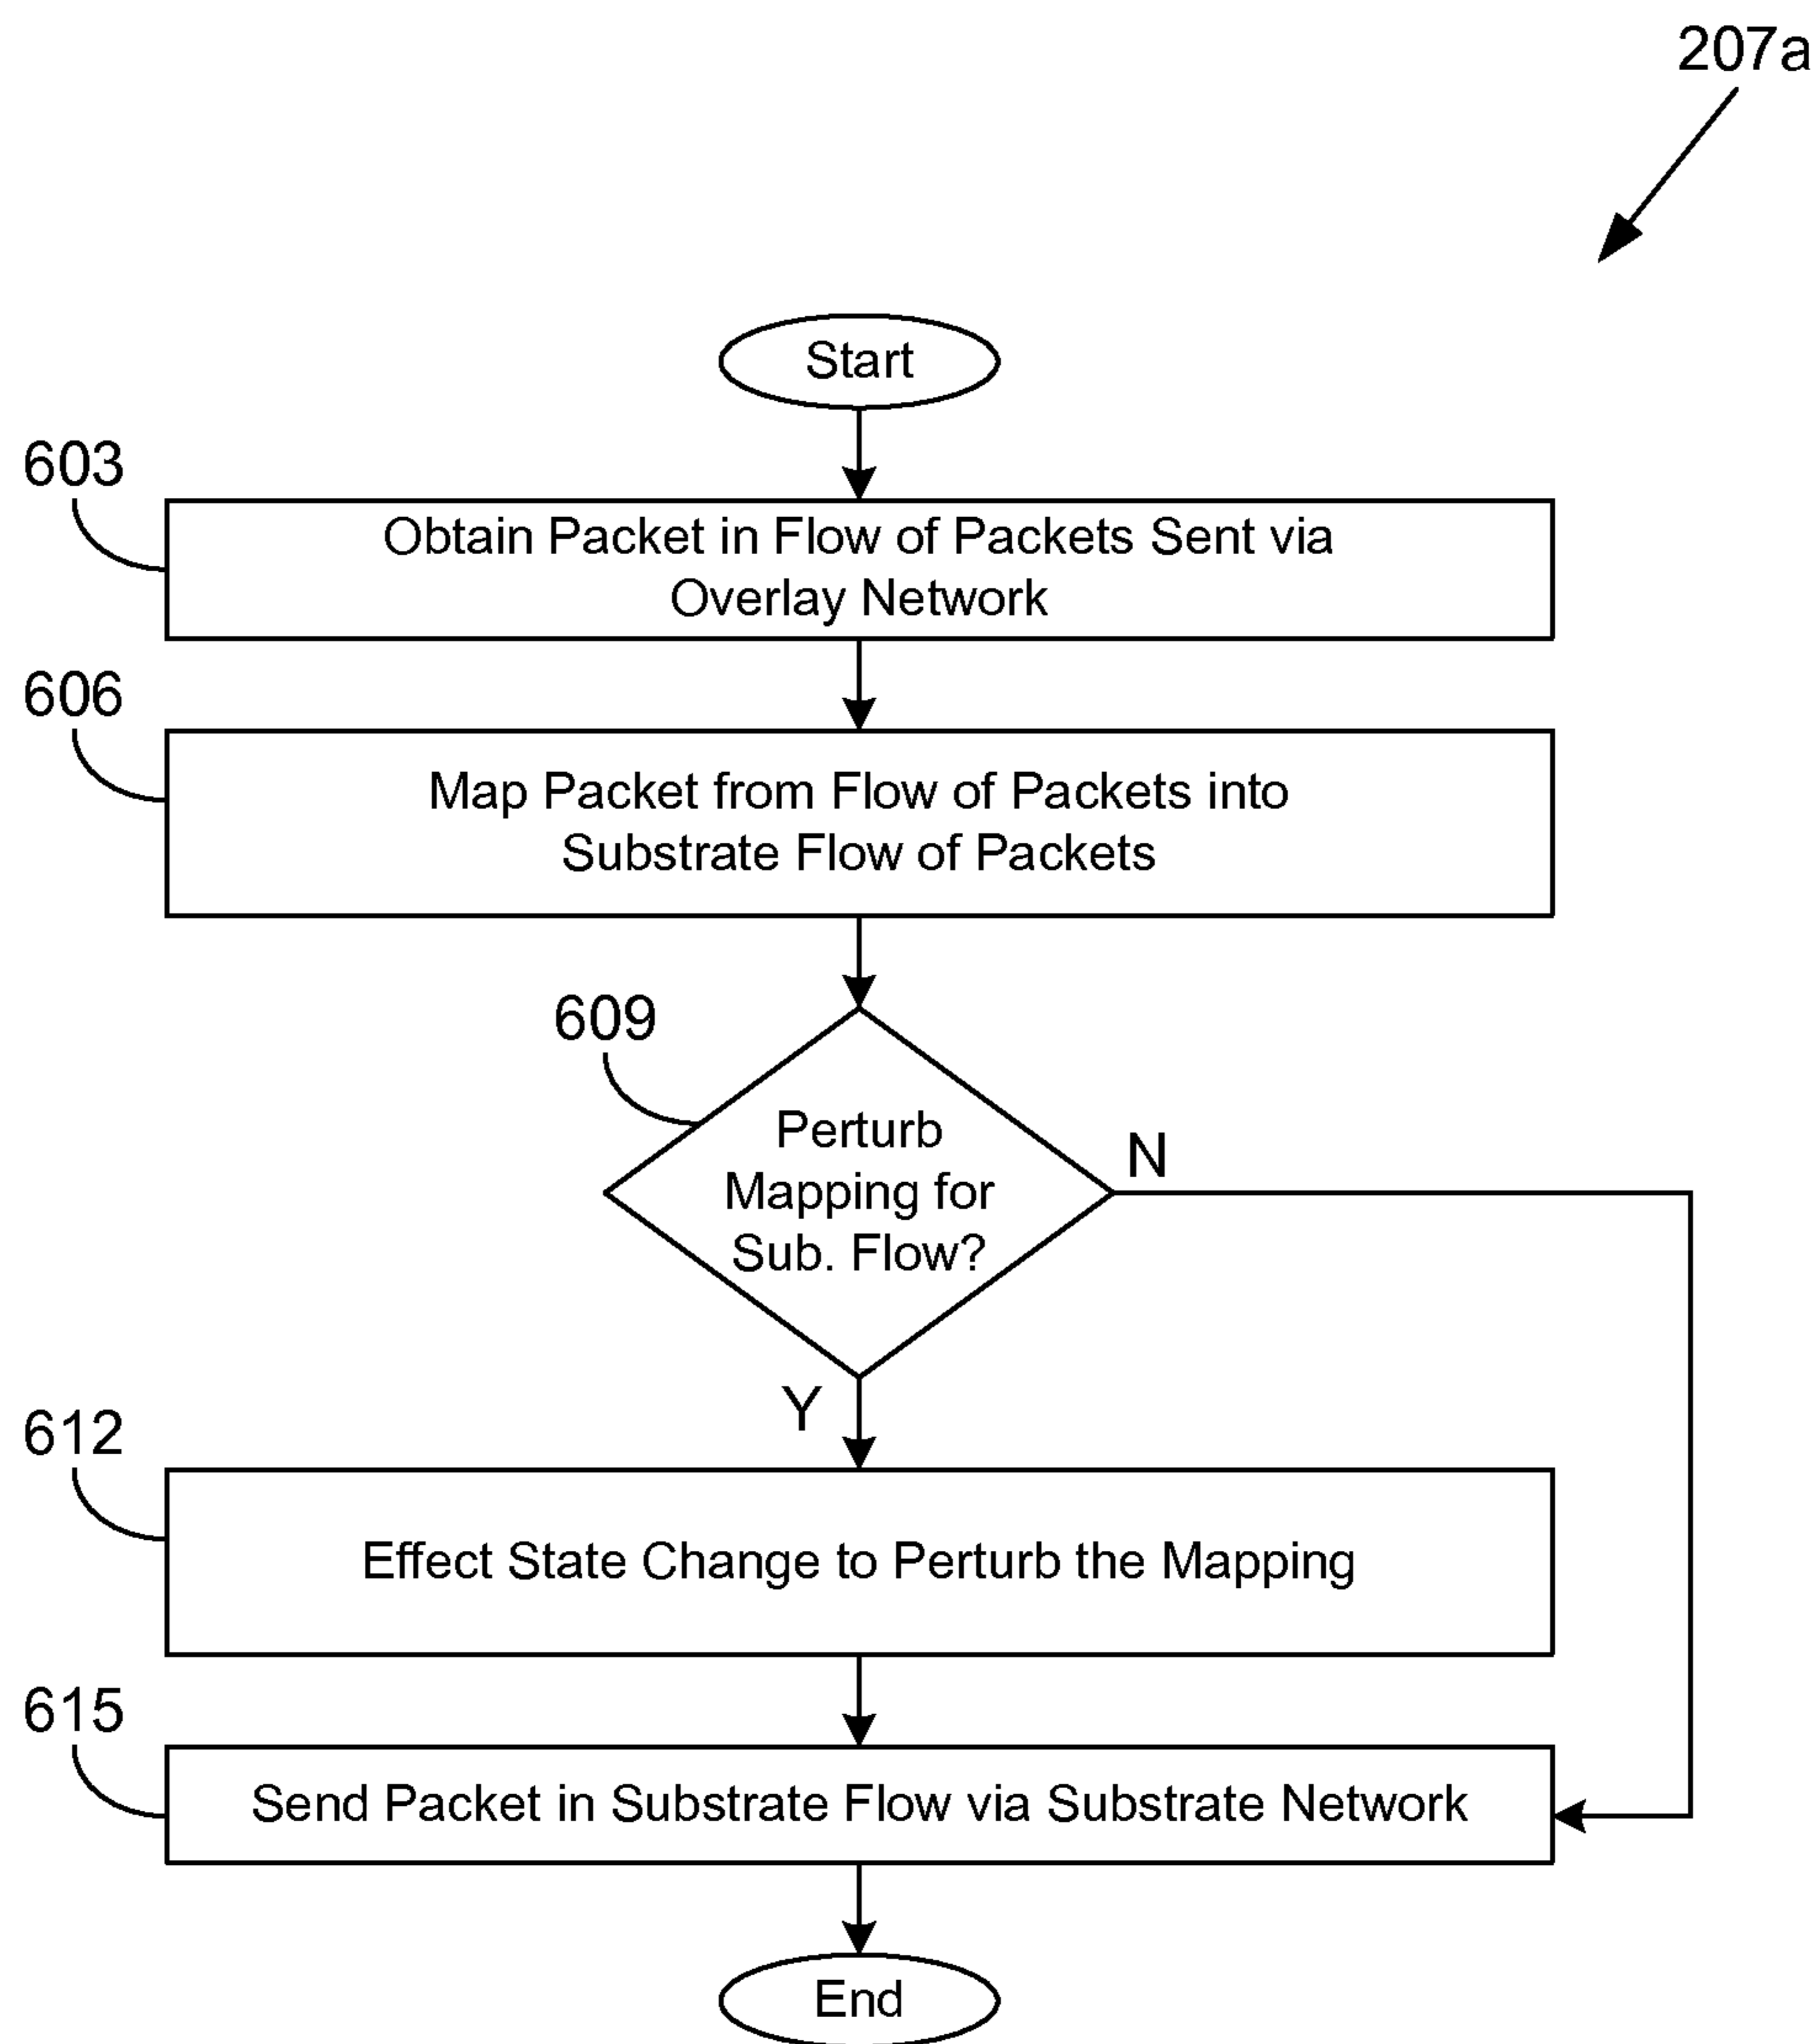 207a
Start
603
Obtain Packet in Flow of Packets Sent via
Overlay Network
606
Map Packet from Flow of Packets into
Substrate Flow of Packets
609
Perturb
Mapping for
Sub. Flow?
N
Y
612
Effect State Change to Perturb the Mapping
615
Send Packet in Substrate Flow via Substrate Network
End